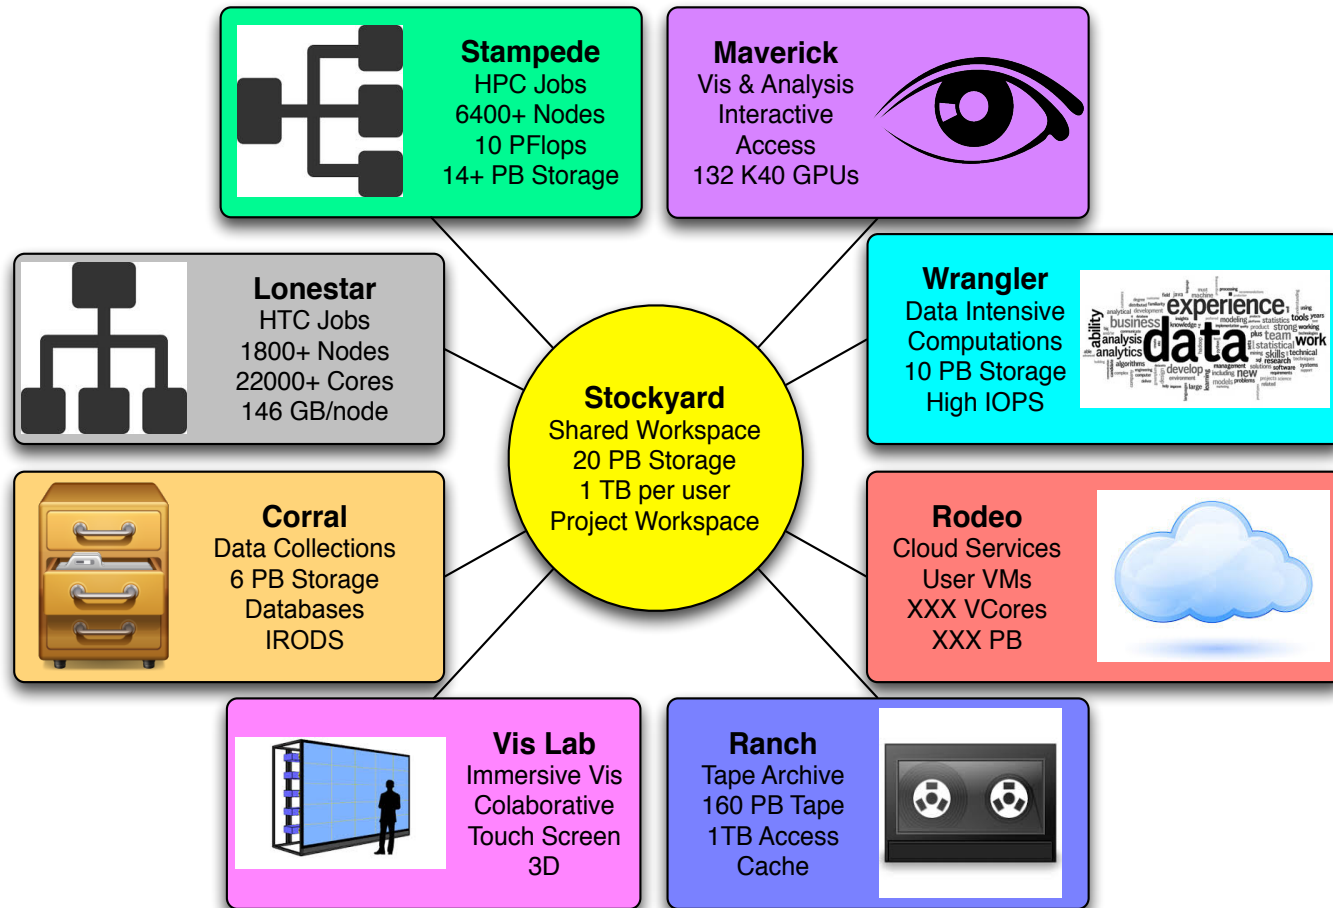 Stampede
HPC Jobs
6400+ Nodes
10 PFlops
14+ PB Storage
Maverick
Vis & Analysis
Interactive
Access
132 K40 GPUs
Lonestar
HTC Jobs
1800+ Nodes
22000+ Cores
146 GB/node
Wrangler
Data Intensive
Computations
10 PB Storage
High IOPS
experience
data
business
ability
analysis
analytics
develop
work
tools
team
statistical
skills
new
strong
Stockyard
Shared Workspace
20 PB Storage
1 TB per user
Project Workspace
Corral
Data Collections
6 PB Storage
Databases
IRODS
Rodeo
Cloud Services
User VMs
XXX VCores
XXX PB
Vis Lab
Immersive Vis
Colaborative
Touch Screen
3D
Ranch
Tape Archive
160 PB Tape
1TB Access
Cache